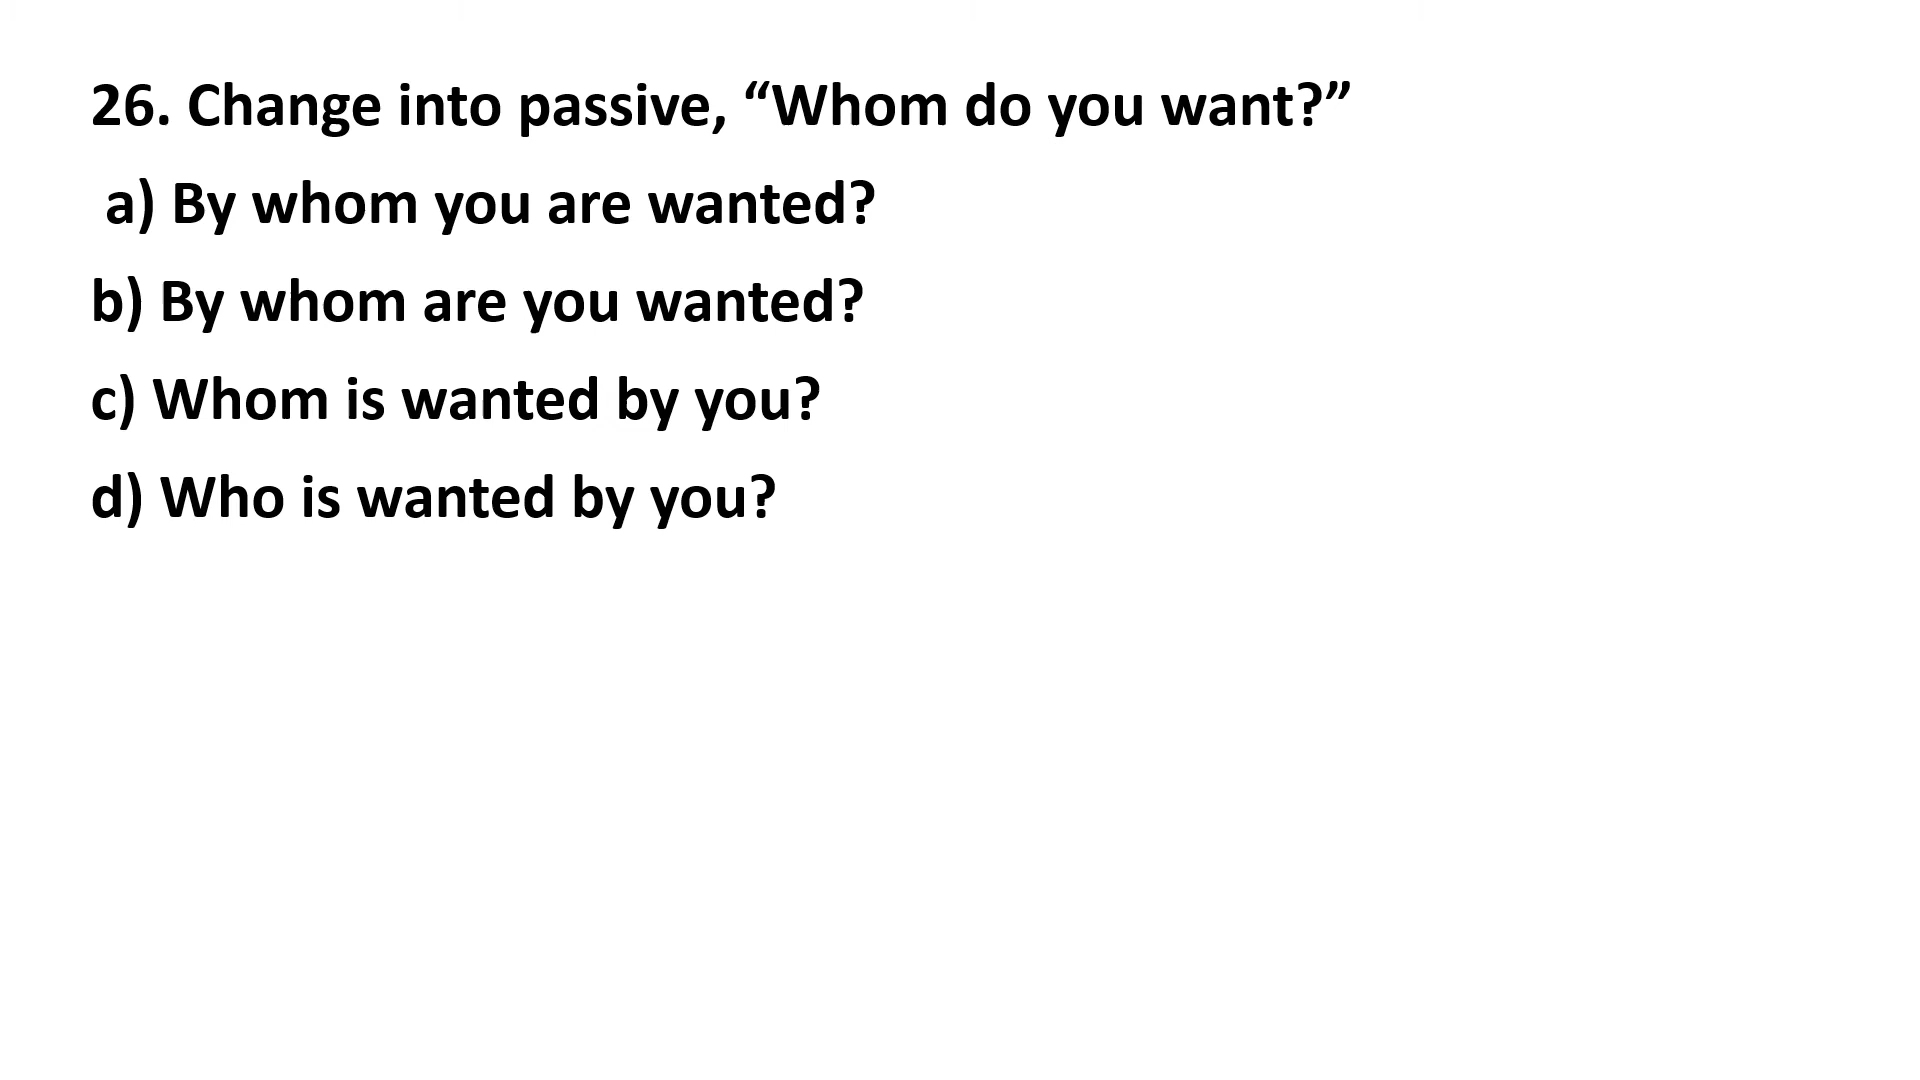 26. Change into passive, “Whom do you want?”
a) By whom you are wanted?
b) By whom are you wanted?
c) Whom is wanted by you?
d) Who is wanted by you?